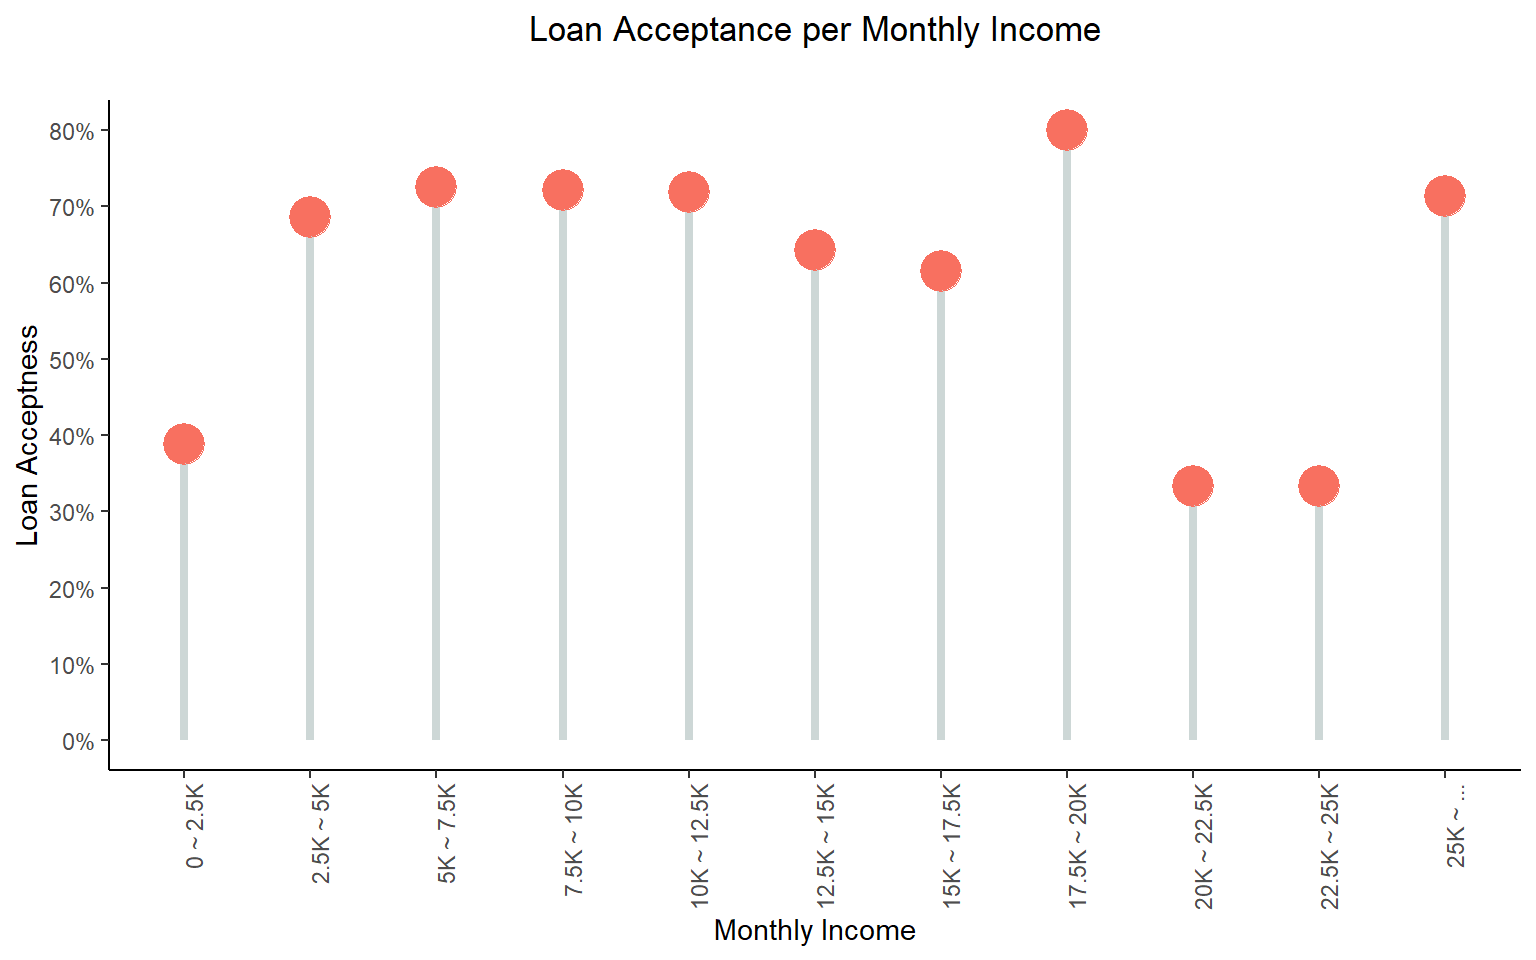 Loan Acceptance per Monthly Income
Loan Acceptness
80%
70%
60%
50%
40%
30%
20%
10%
0%
0 ~ 2.5K
2.5K ~ 5K
5K ~ 7.5K
7.5K ~ 10K
10K ~ 12.5K
12.5K ~ 15K
15K ~ 17.5K
17.5K ~ 20K
20K ~ 22.5K
22.5K ~ 25K
25K ~ ...
Monthly Income